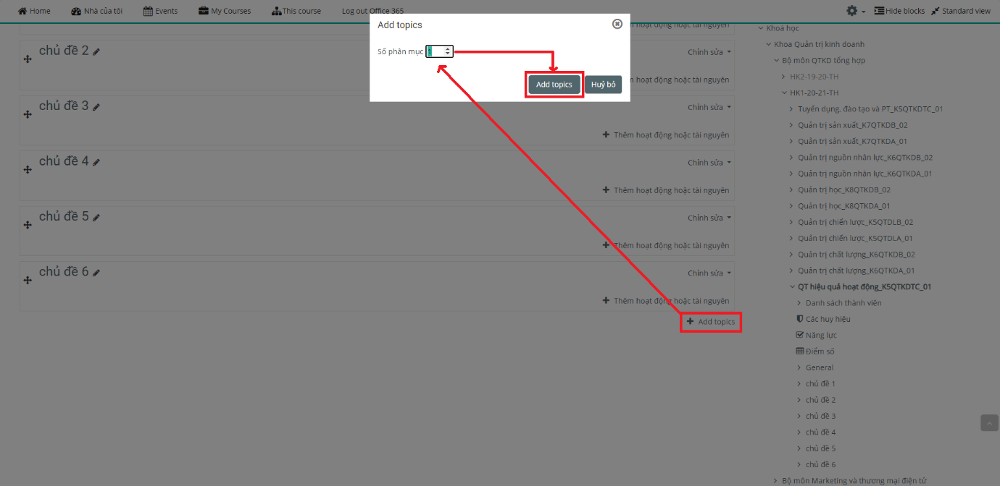 Home
Nhà của tôi
Events
My Courses
This course
Log out Office 365
Hide blocks
Standard view
Add topics
Số phân mục 1
Add topics
Huỷ bỏ
Thêm hoạt động hoặc tài nguyên
chủ đề 2
Chỉnh sửa
Thêm hoạt động hoặc tài nguyên
chủ đề 3
Chỉnh sửa
Thêm hoạt động hoặc tài nguyên
chủ đề 4
Chỉnh sửa
Thêm hoạt động hoặc tài nguyên
chủ đề 5
Chỉnh sửa
Thêm hoạt động hoặc tài nguyên
chủ đề 6
Chỉnh sửa
Thêm hoạt động hoặc tài nguyên
Add topics
Khoá học
Khoa Quản trị kinh doanh
Bộ môn QTKD tổng hợp
HK2-19-20-TH
HK1-20-21-TH
Tuyển dụng, đào tạo và PT_K5QTKDTC_01
Quản trị sản xuất_K7QTKDB_02
Quản trị sản xuất_K7QTKDA_01
Quản trị nguồn nhân lực_K6QTKDB_02
Quản trị nguồn nhân lực_K6QTKDA_01
Quản trị học_K8QTKDB_02
Quản trị học_K8QTKDA_01
Quản trị chiến lược_K5QTDLB_02
Quản trị chiến lược_K5QTDLA_01
Quản trị chất lượng_K6QTKDB_02
Quản trị chất lượng_K6QTKDA_01
QT hiệu quả hoạt động_K5QTKDTC_01
Danh sách thành viên
Các huy hiệu
Năng lực
Điểm số
General
chủ đề 1
chủ đề 2
chủ đề 3
chủ đề 4
chủ đề 5
chủ đề 6
Bộ môn Marketing và thương mại điện tử